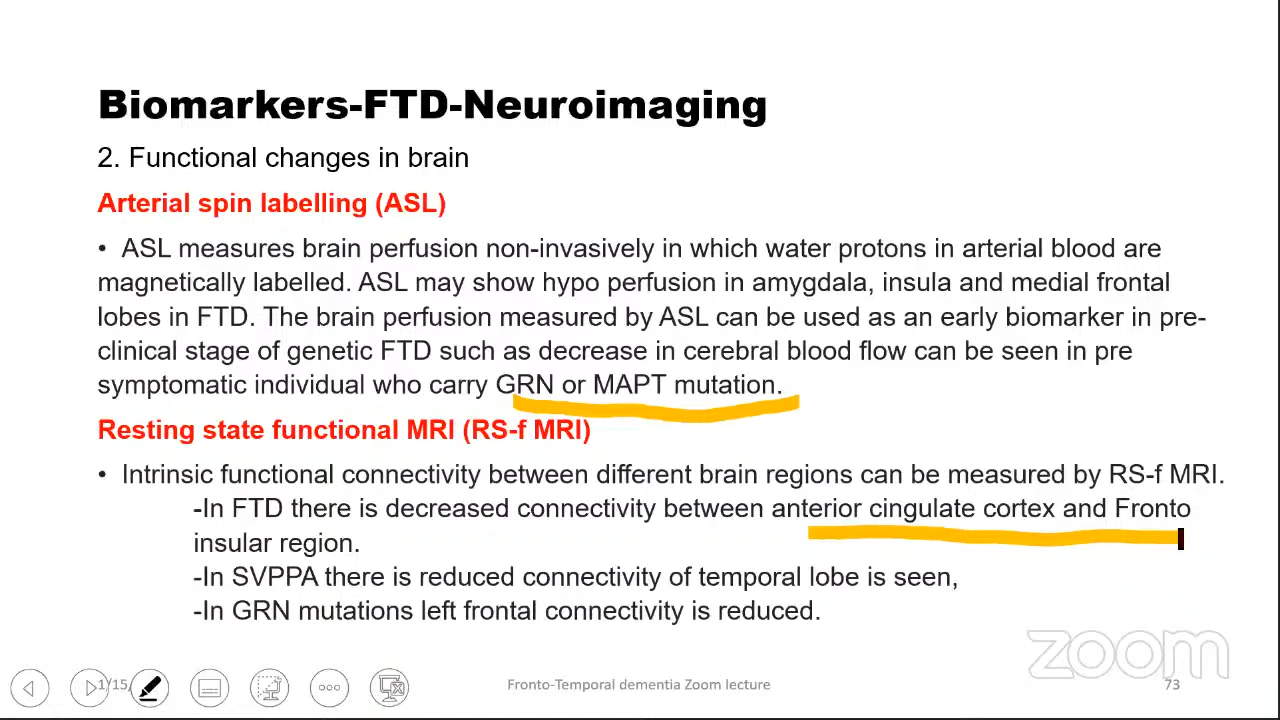 Biomarkers-FTD-Neuroimaging
2. Functional changes in brain
Arterial spin labelling (ASL)
• ASL measures brain perfusion non-invasively in which water protons in arterial blood are
magnetically labelled. ASL may show hypo perfusion in amygdala, insula and medial frontal
lobes in FTD. The brain perfusion measured by ASL can be used as an early biomarker in pre-
clinical stage of genetic FTD such as decrease in cerebral blood flow can be seen in pre
symptomatic individual who carry GRN or MAPT mutation.
Resting state functional MRI (RS-f MRI)
• Intrinsic functional connectivity between different brain regions can be measured by RS-f MRI.
-In FTD there is decreased connectivity between anterior cingulate cortex and Fronto
insular region.
-In SVPPA there is reduced connectivity of temporal lobe is seen,
-In GRN mutations left frontal connectivity is reduced.
zoom
1/15/
Fronto-Temporal dementia Zoom lecture
73